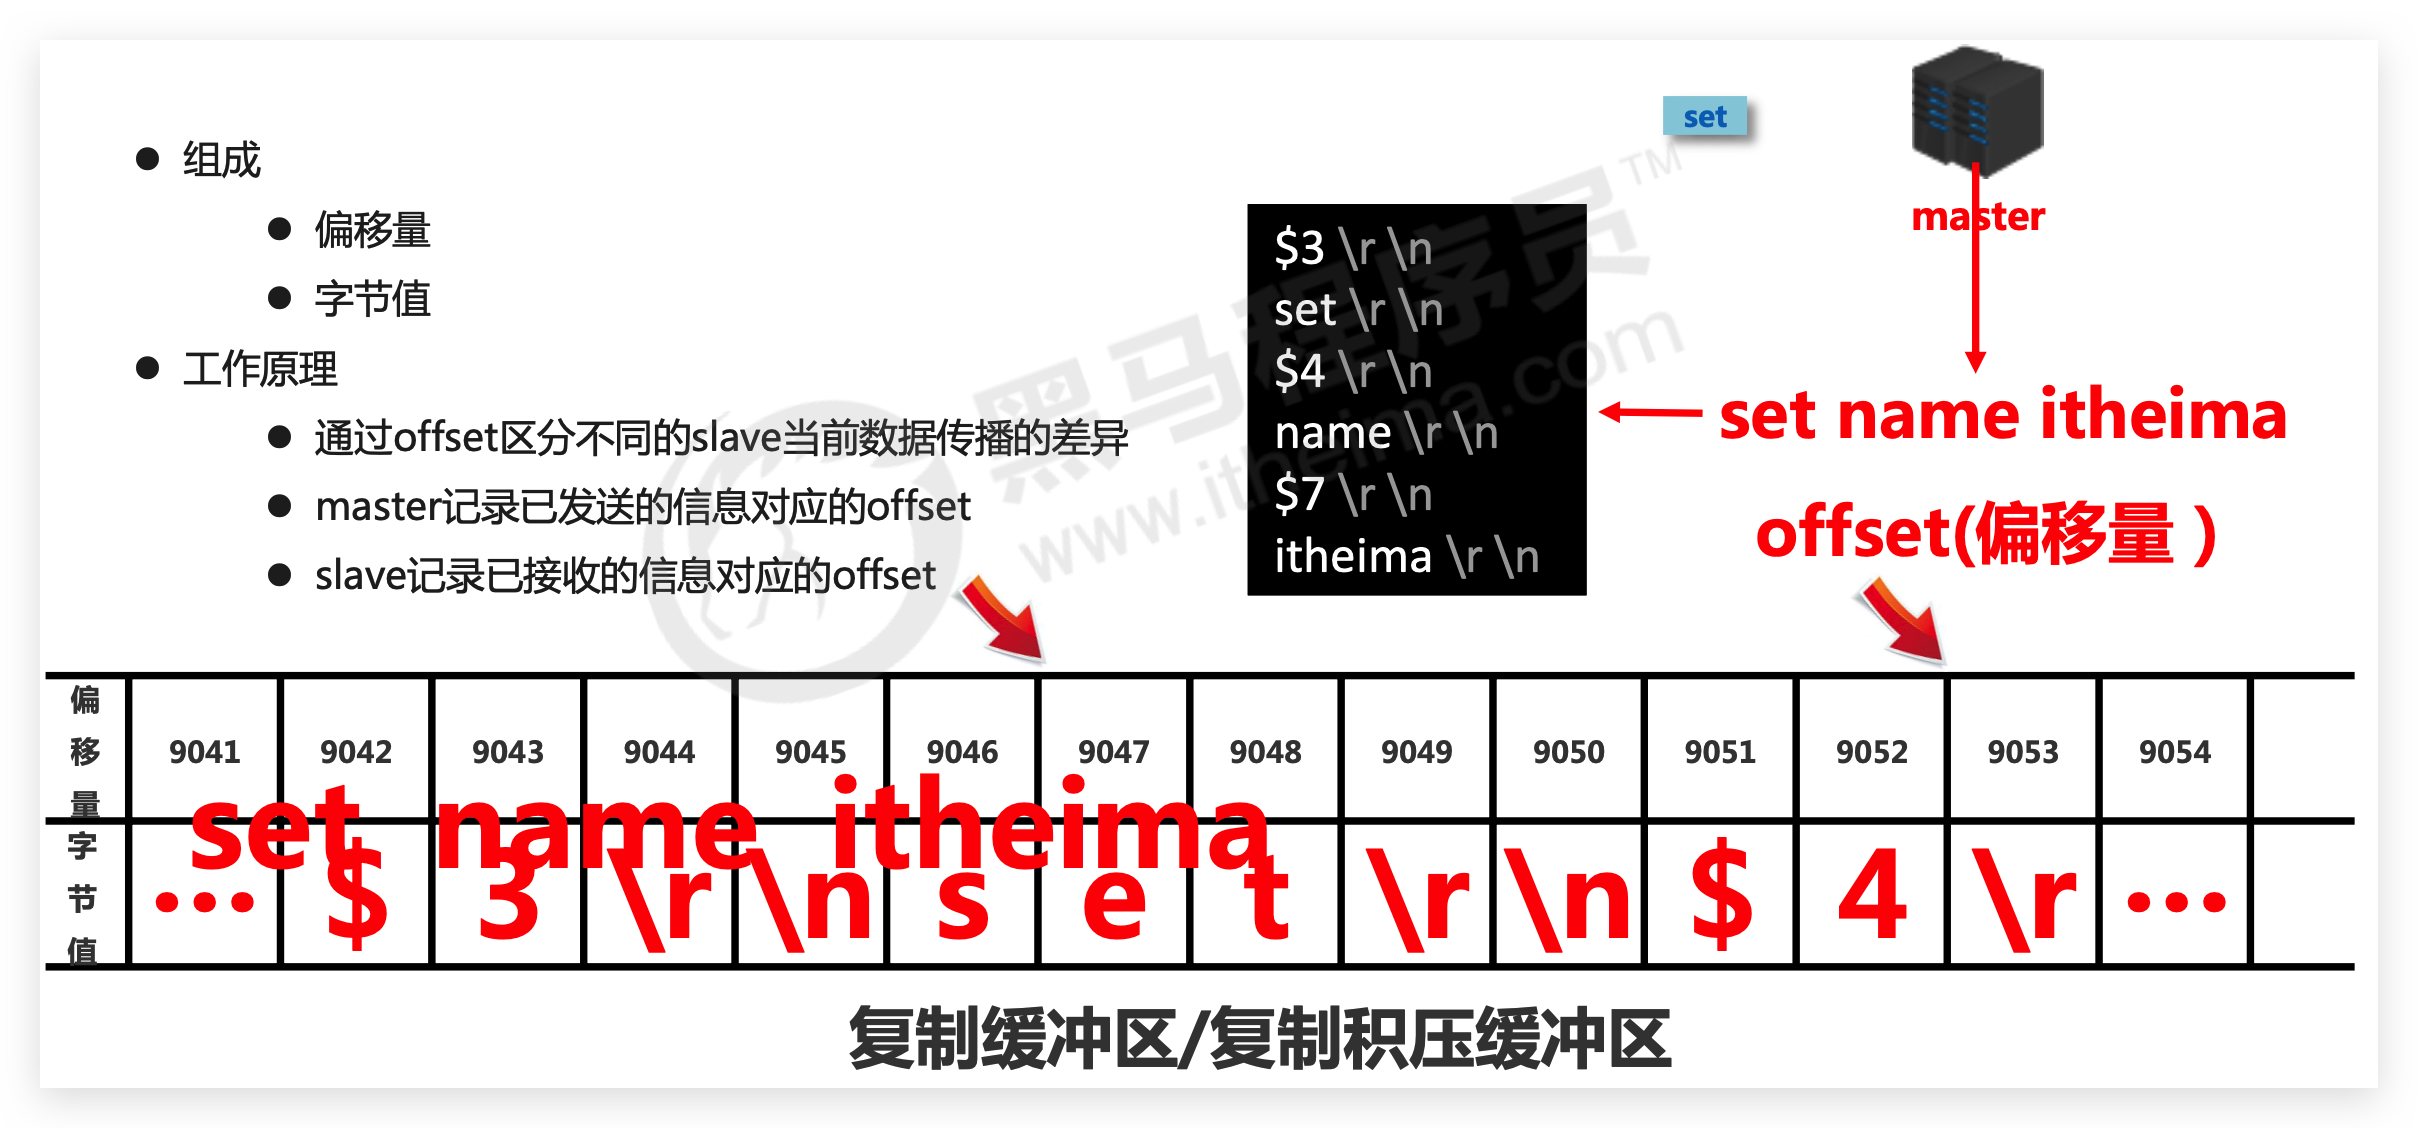 组成
偏移量
字节值
工作原理
通过offset区分不同的slave当前数据传播的差异
master记录已发送的信息对应的offset
slave记录已接收的信息对应的offset
set
master
$3 \r \n
set \r \n
$4 \r \n
name \r \n
$7 \r \n
itheima \r \n
set name itheima
offset(偏移量 )
黑马程序员™
www.itheima.com
偏移量 9041 9042 9043 9044 9045 9046 9047 9048 9049 9050 9051 9052 9053 9054
set name itheima
字节值 ... $ 3 \r \n s e t \r \n $ 4 \r ...
复制缓冲区/复制积压缓冲区